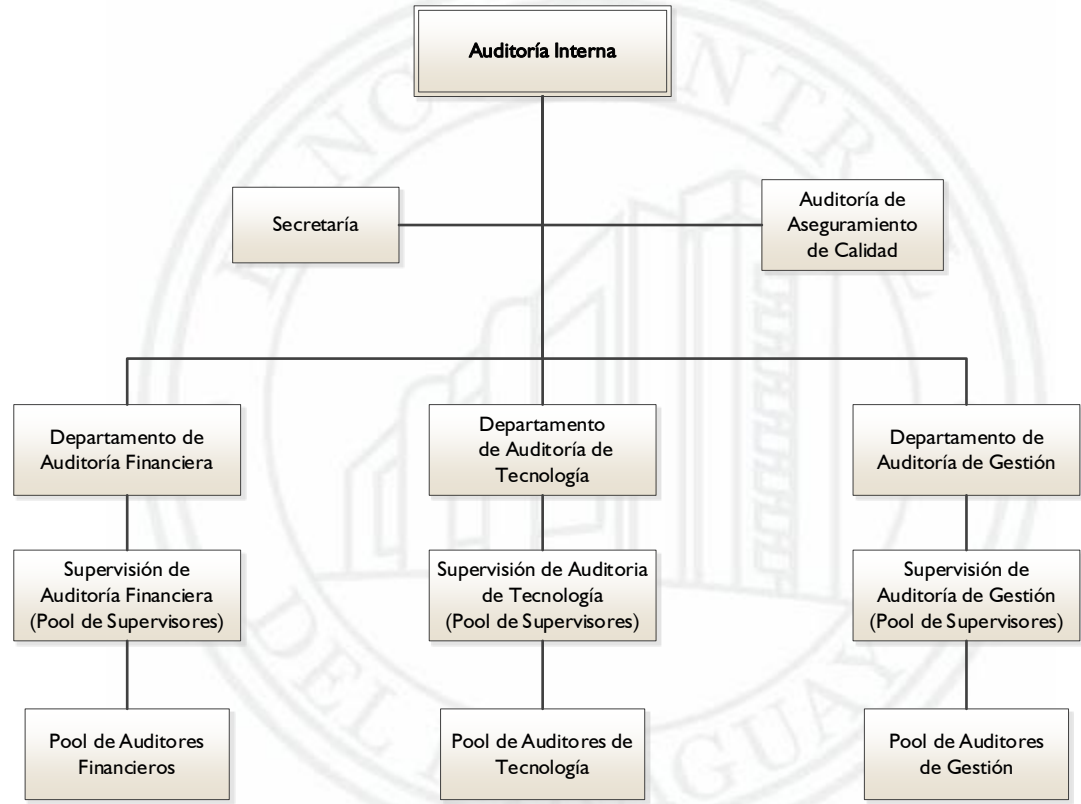 Auditoría Interna
Secretaría
Auditoría de
Aseguramiento
de Calidad
Departamento de
Auditoría Financiera
Departamento
de Auditoría de
Tecnología
Departamento de
Auditoría de Gestión
Supervisión de
Auditoría Financiera
(Pool de Supervisores)
Supervisión de Auditoria
de Tecnología
(Pool de Supervisores)
Supervisión de
Auditoría de Gestión
(Pool de Supervisores)
Pool de Auditores
Financieros
Pool de Auditores de
Tecnología
Pool de Auditores
de Gestión
DEL